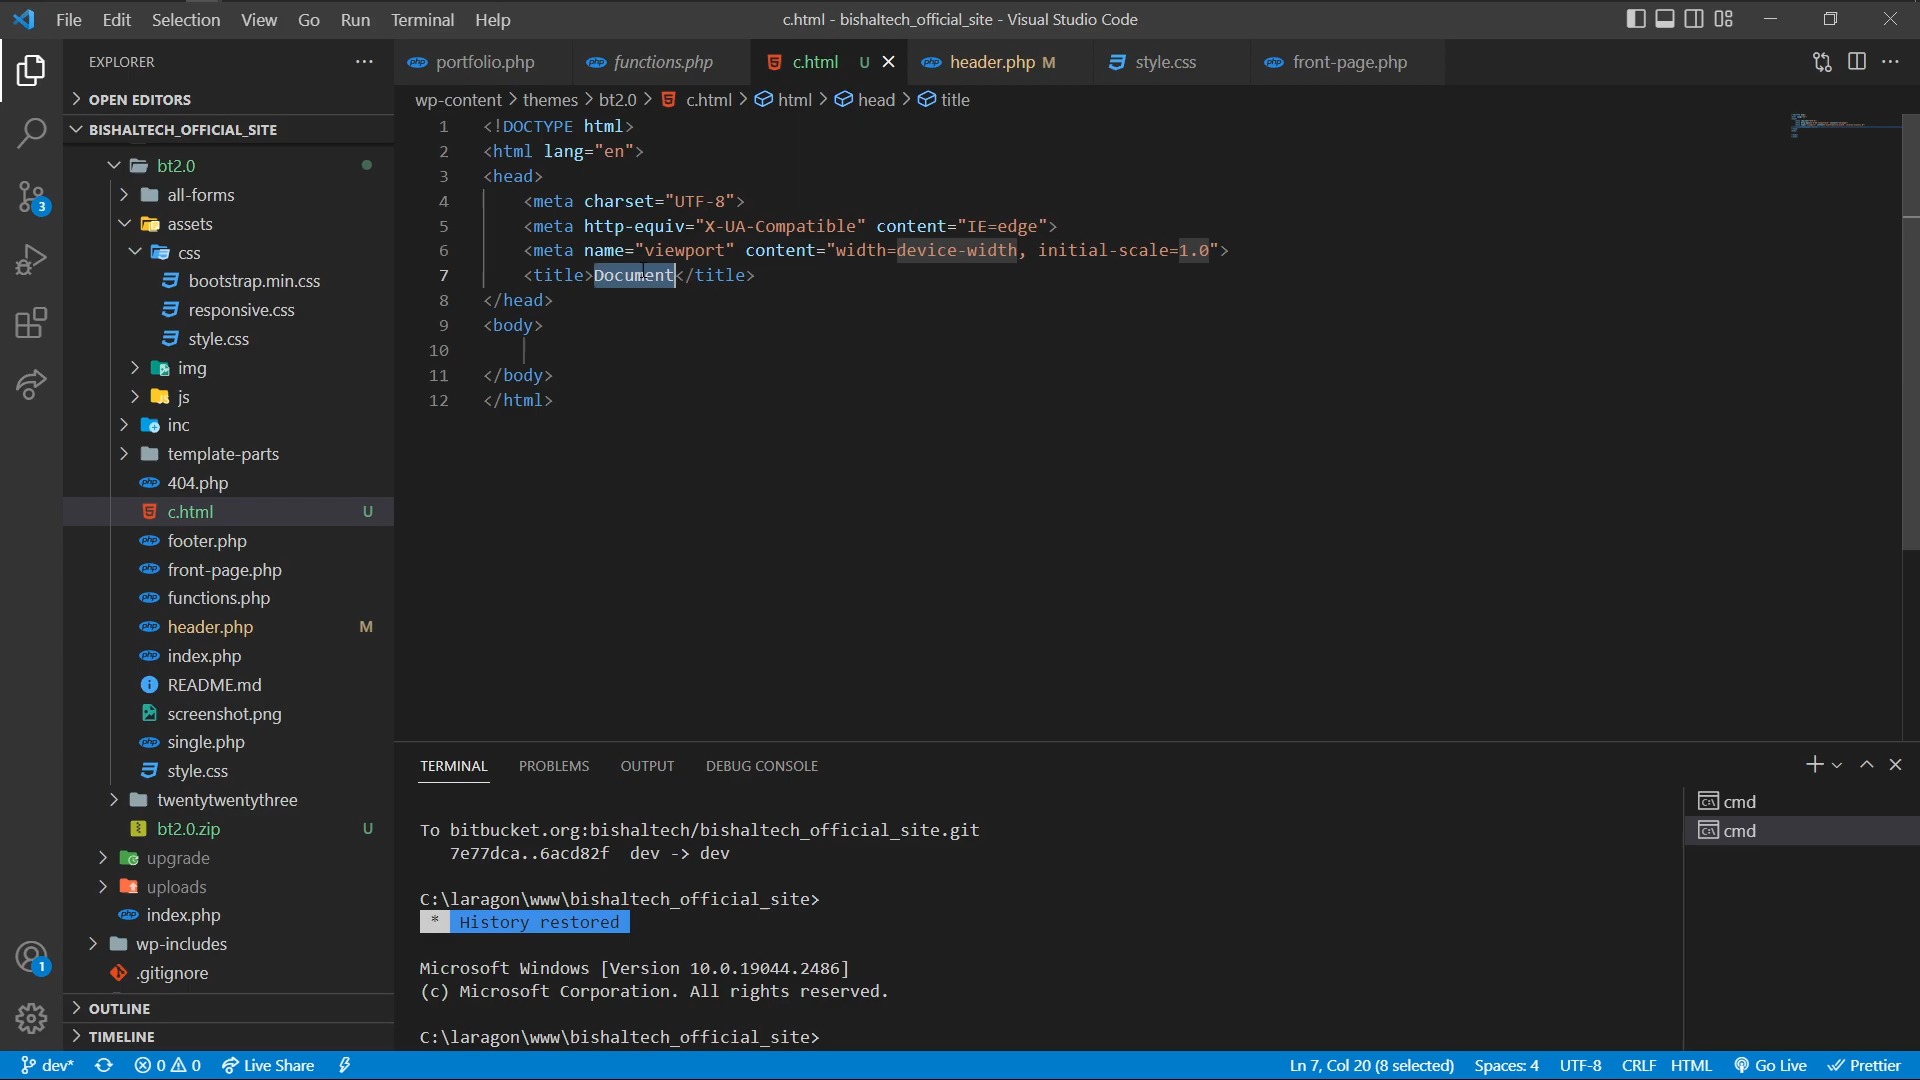 File Edit Selection View Go Run Terminal Help
c.html - bishaltech_official_site - Visual Studio Code
EXPLORER
OPEN EDITORS
BISHALTECH_OFFICIAL_SITE
bt2.0
all-forms
assets
css
bootstrap.min.css
responsive.css
style.css
img
js
inc
template-parts
404.php
c.html U
footer.php
front-page.php
functions.php
header.php M
index.php
README.md
screenshot.png
single.php
style.css
twentytwentythree
bt2.0.zip U
upgrade
uploads
index.php
wp-includes
.gitignore
OUTLINE
TIMELINE
portfolio.php functions.php c.html U header.php M style.css front-page.php
wp-content > themes > bt2.0 > c.html > html > head > title
1 <!DOCTYPE html>
2 <html lang="en">
3 <head>
4 <meta charset="UTF-8">
5 <meta http-equiv="X-UA-Compatible" content="IE=edge">
6 <meta name="viewport" content="width=device-width, initial-scale=1.0">
7 <title>Document</title>
8 </head>
9 <body>
10
11 </body>
12 </html>
TERMINAL PROBLEMS OUTPUT DEBUG CONSOLE
To bitbucket.org:bishaltech/bishaltech_official_site.git
7e77dca..6acd82f dev -> dev
C:\laragon\www\bishaltech_official_site>
* History restored
Microsoft Windows [Version 10.0.19044.2486]
(c) Microsoft Corporation. All rights reserved.
C:\laragon\www\bishaltech_official_site>
cmd
cmd
3
1
dev* 0 0 Live Share Ln 7, Col 20 (8 selected) Spaces: 4 UTF-8 CRLF HTML Go Live Prettier